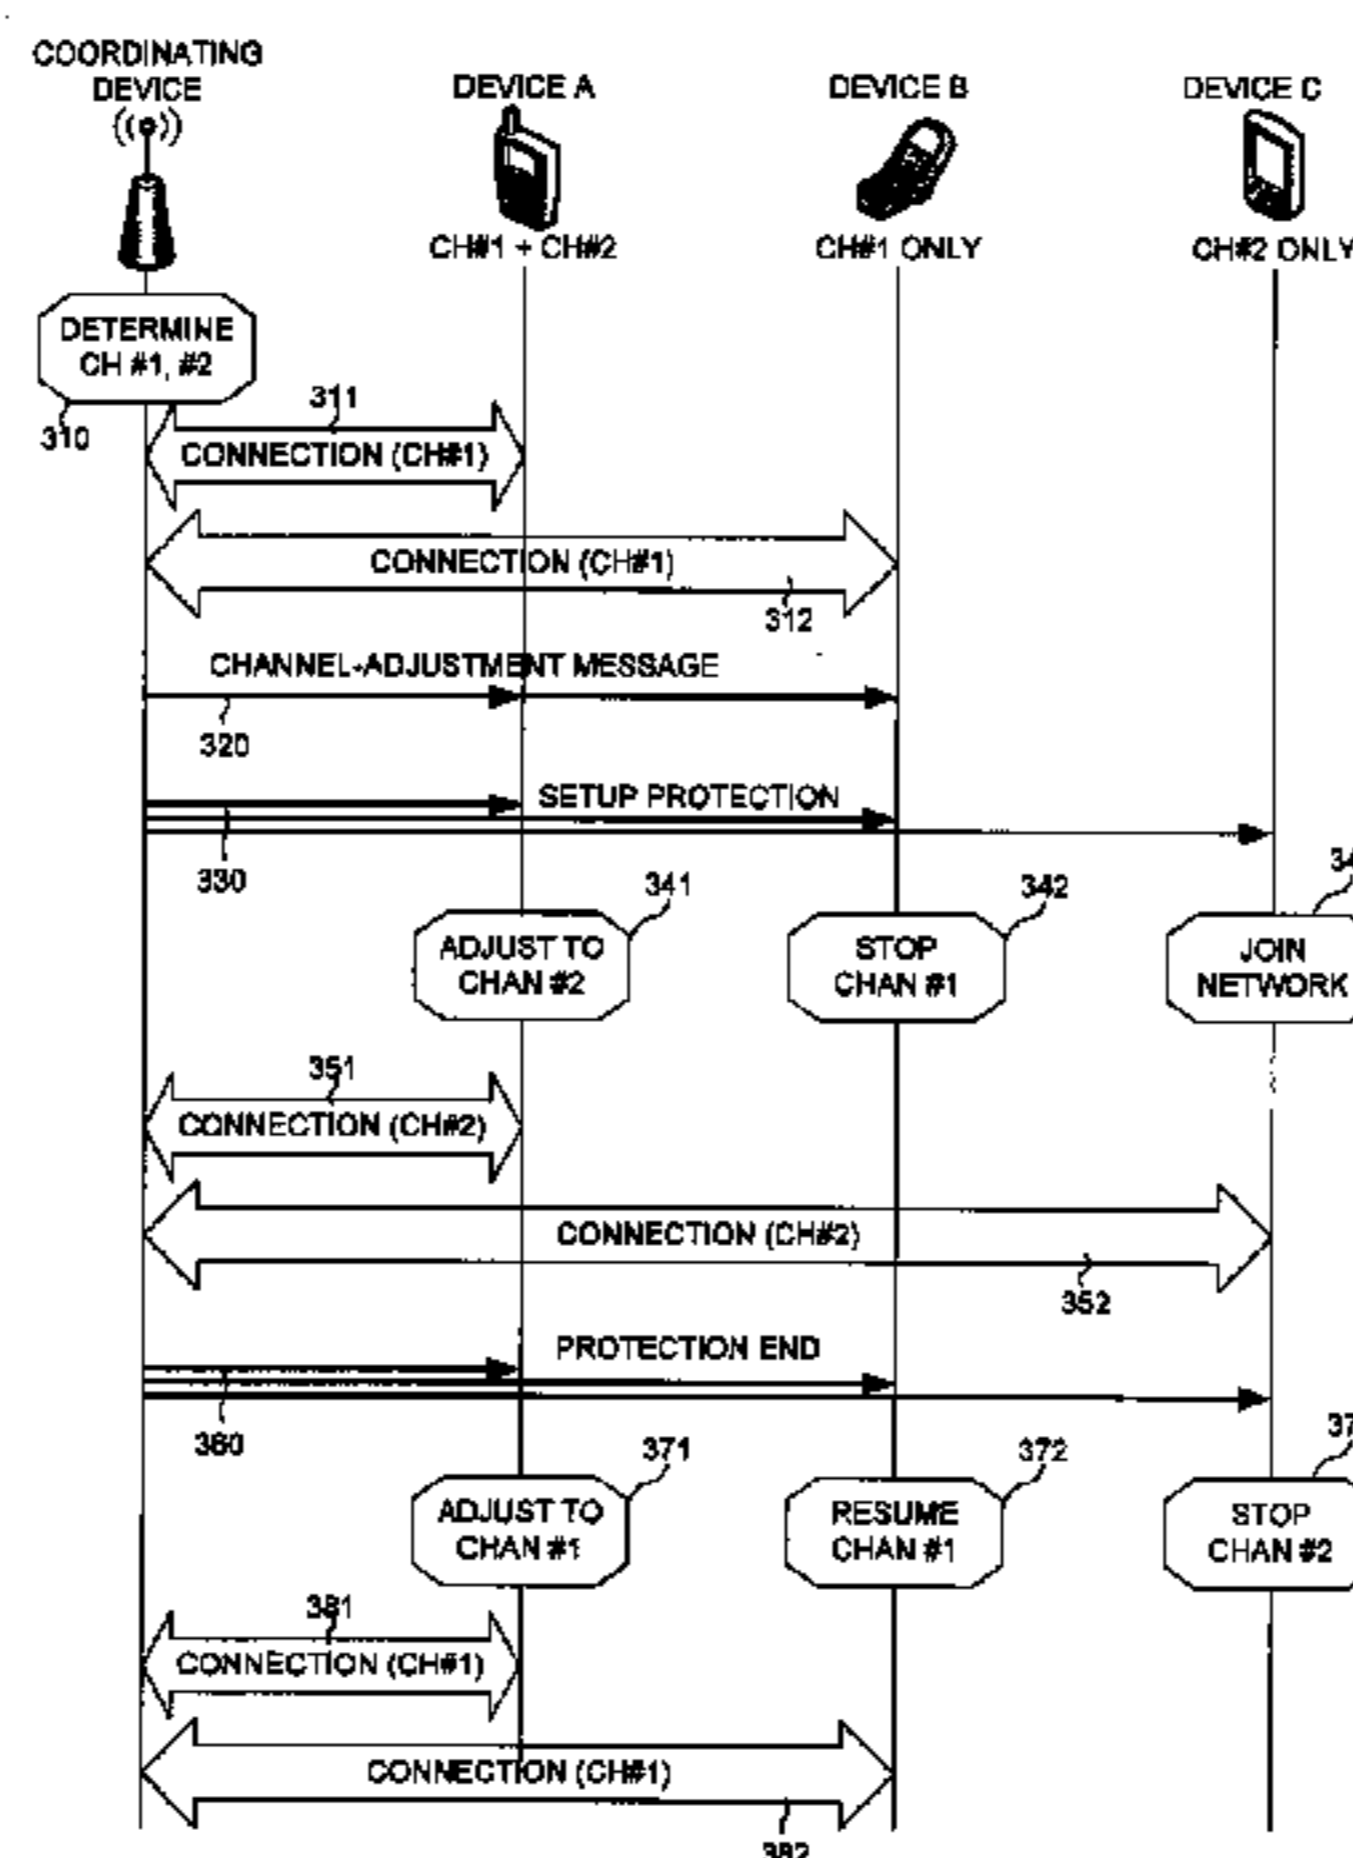 COORDINATING
DEVICE
DEVICE A
DEVICE B
DEVICE C
CH#1 + CH#2
CH#1 ONLY
CH#2 ONLY
DETERMINE
CH #1, #2
310
311
CONNECTION (CH#1)
CONNECTION (CH#1)
312
CHANNEL-ADJUSTMENT MESSAGE
320
SETUP PROTECTION
330
341
342
34
ADJUST TO
CHAN #2
STOP
CHAN #1
JOIN
NETWORK
351
CONNECTION (CH#2)
CONNECTION (CH#2)
352
PROTECTION END
360
371
372
37
ADJUST TO
CHAN #1
RESUME
CHAN #1
STOP
CHAN #2
381
CONNECTION (CH#1)
CONNECTION (CH#1)
382